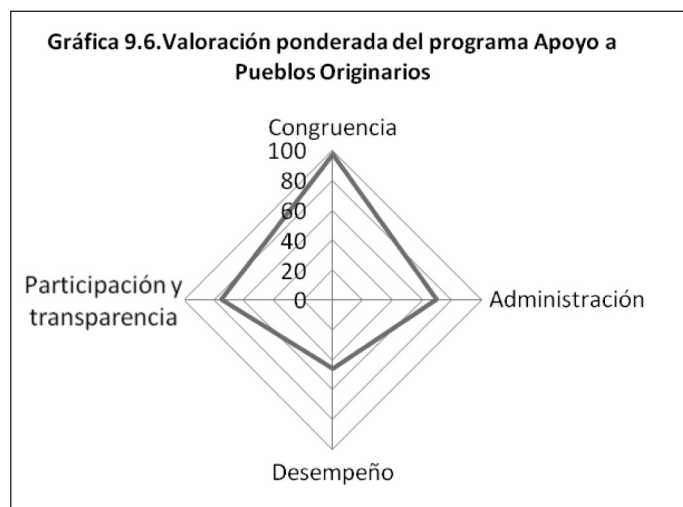 Gráfica 9.6.Valoración ponderada del programa Apoyo a
Pueblos Originarios
Congruencia
100
80
60
40
20
0
Participación y
transparencia
Administración
Desempeño